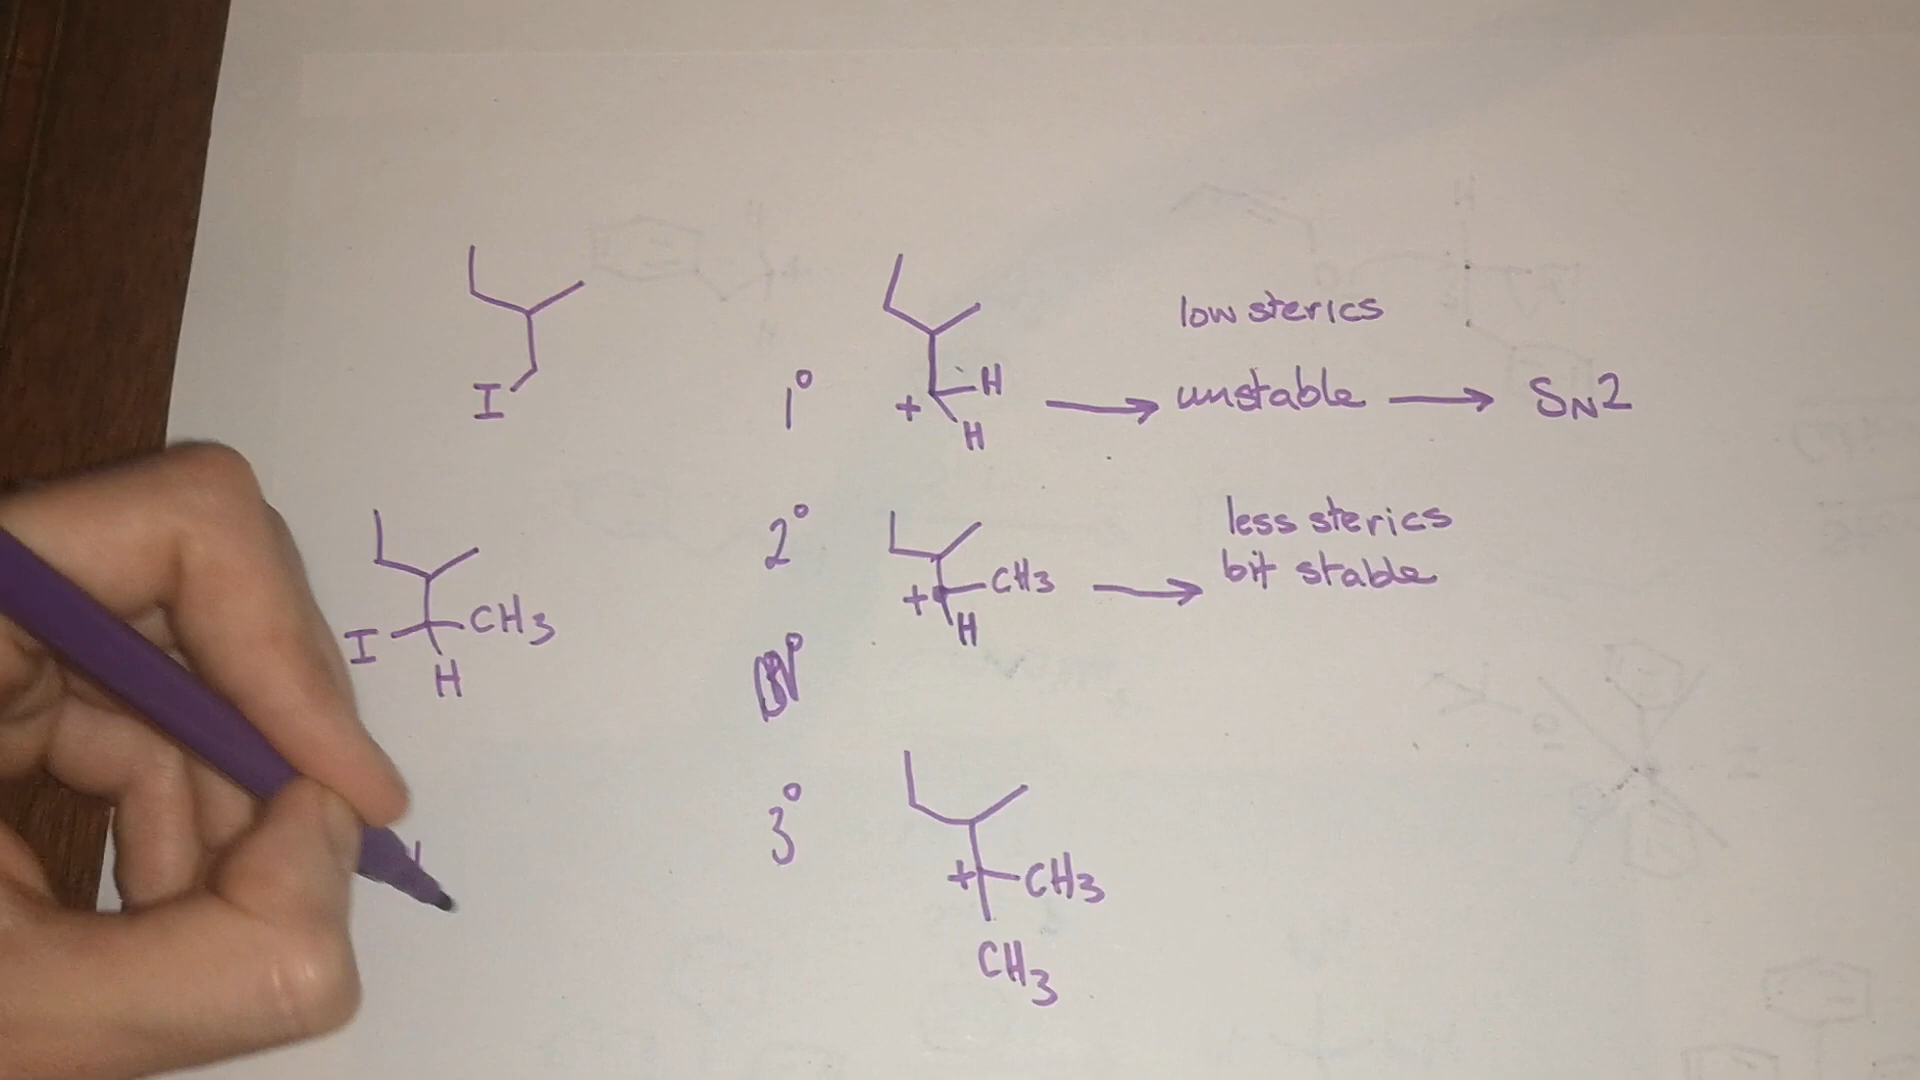 low sterics
I
1°
+
H
H
unstable
SN2
2°
less sterics
bit stable
+
CH3
H
I
CH3
H
3°
+
CH3
CH3